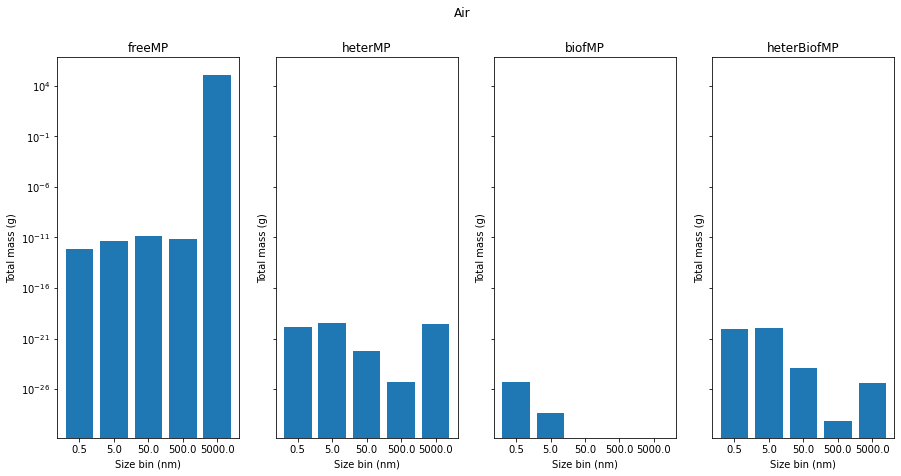 Air
freeMP
heterMP
biofMP
heterBiofMP
10^4
10^-1
10^-6
10^-11
10^-16
10^-21
10^-26
Total mass (g)
Total mass (g)
Total mass (g)
Total mass (g)
0.5 5.0 50.0 500.0 5000.0
0.5 5.0 50.0 500.0 5000.0
0.5 5.0 50.0 500.0 5000.0
0.5 5.0 50.0 500.0 5000.0
Size bin (nm)
Size bin (nm)
Size bin (nm)
Size bin (nm)